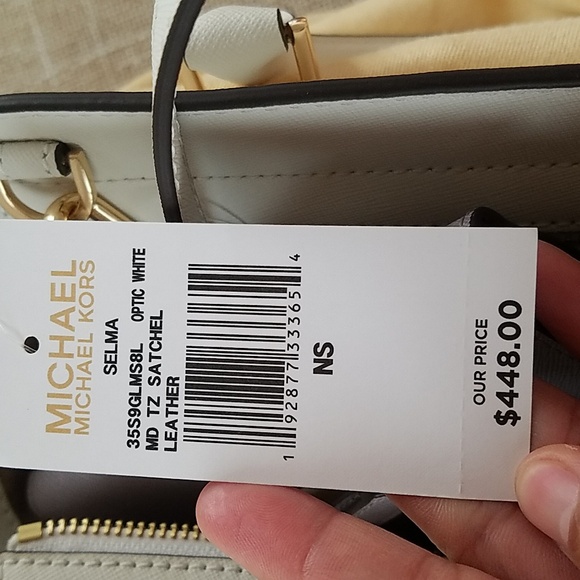 MICHAEL
MICHAEL KORS
SELMA
35S9GLMS8L OPTIC WHITE
MD TZ SATCHEL
LEATHER
1 92877 33365 4
NS
OUR PRICE
$448.00